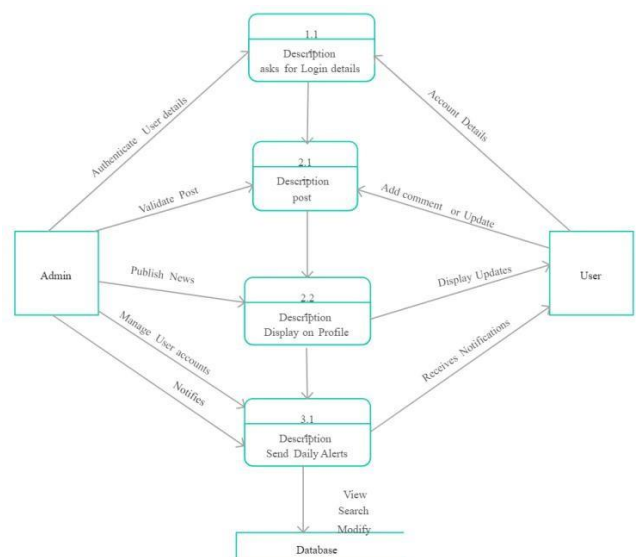 1.1
Description
asks for Login details
Authenticate User details
Account Details
2.1
Description
post
Validate Post
Add comment or Update
Admin
User
Publish News
Display Updates
2.2
Description
Display on Profile
Manage User accounts
Receives Notifications
Notifies
3.1
Description
Send Daily Alerts
View
Search
Modify
Database